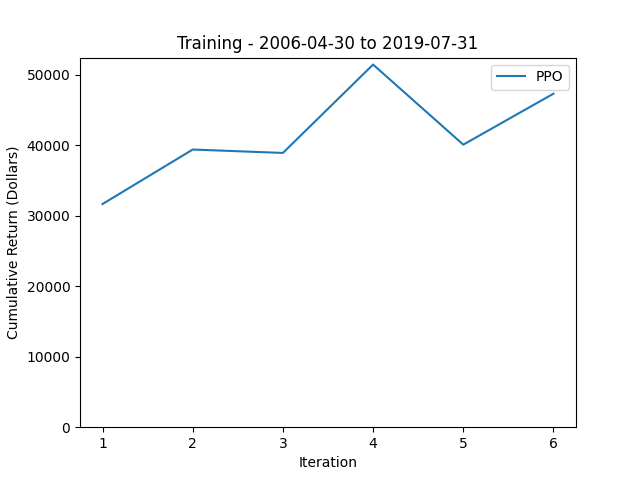 Training - 2006-04-30 to 2019-07-31
PPO
Cumulative Return (Dollars)
50000
40000
30000
20000
10000
0
1 2 3 4 5 6
Iteration